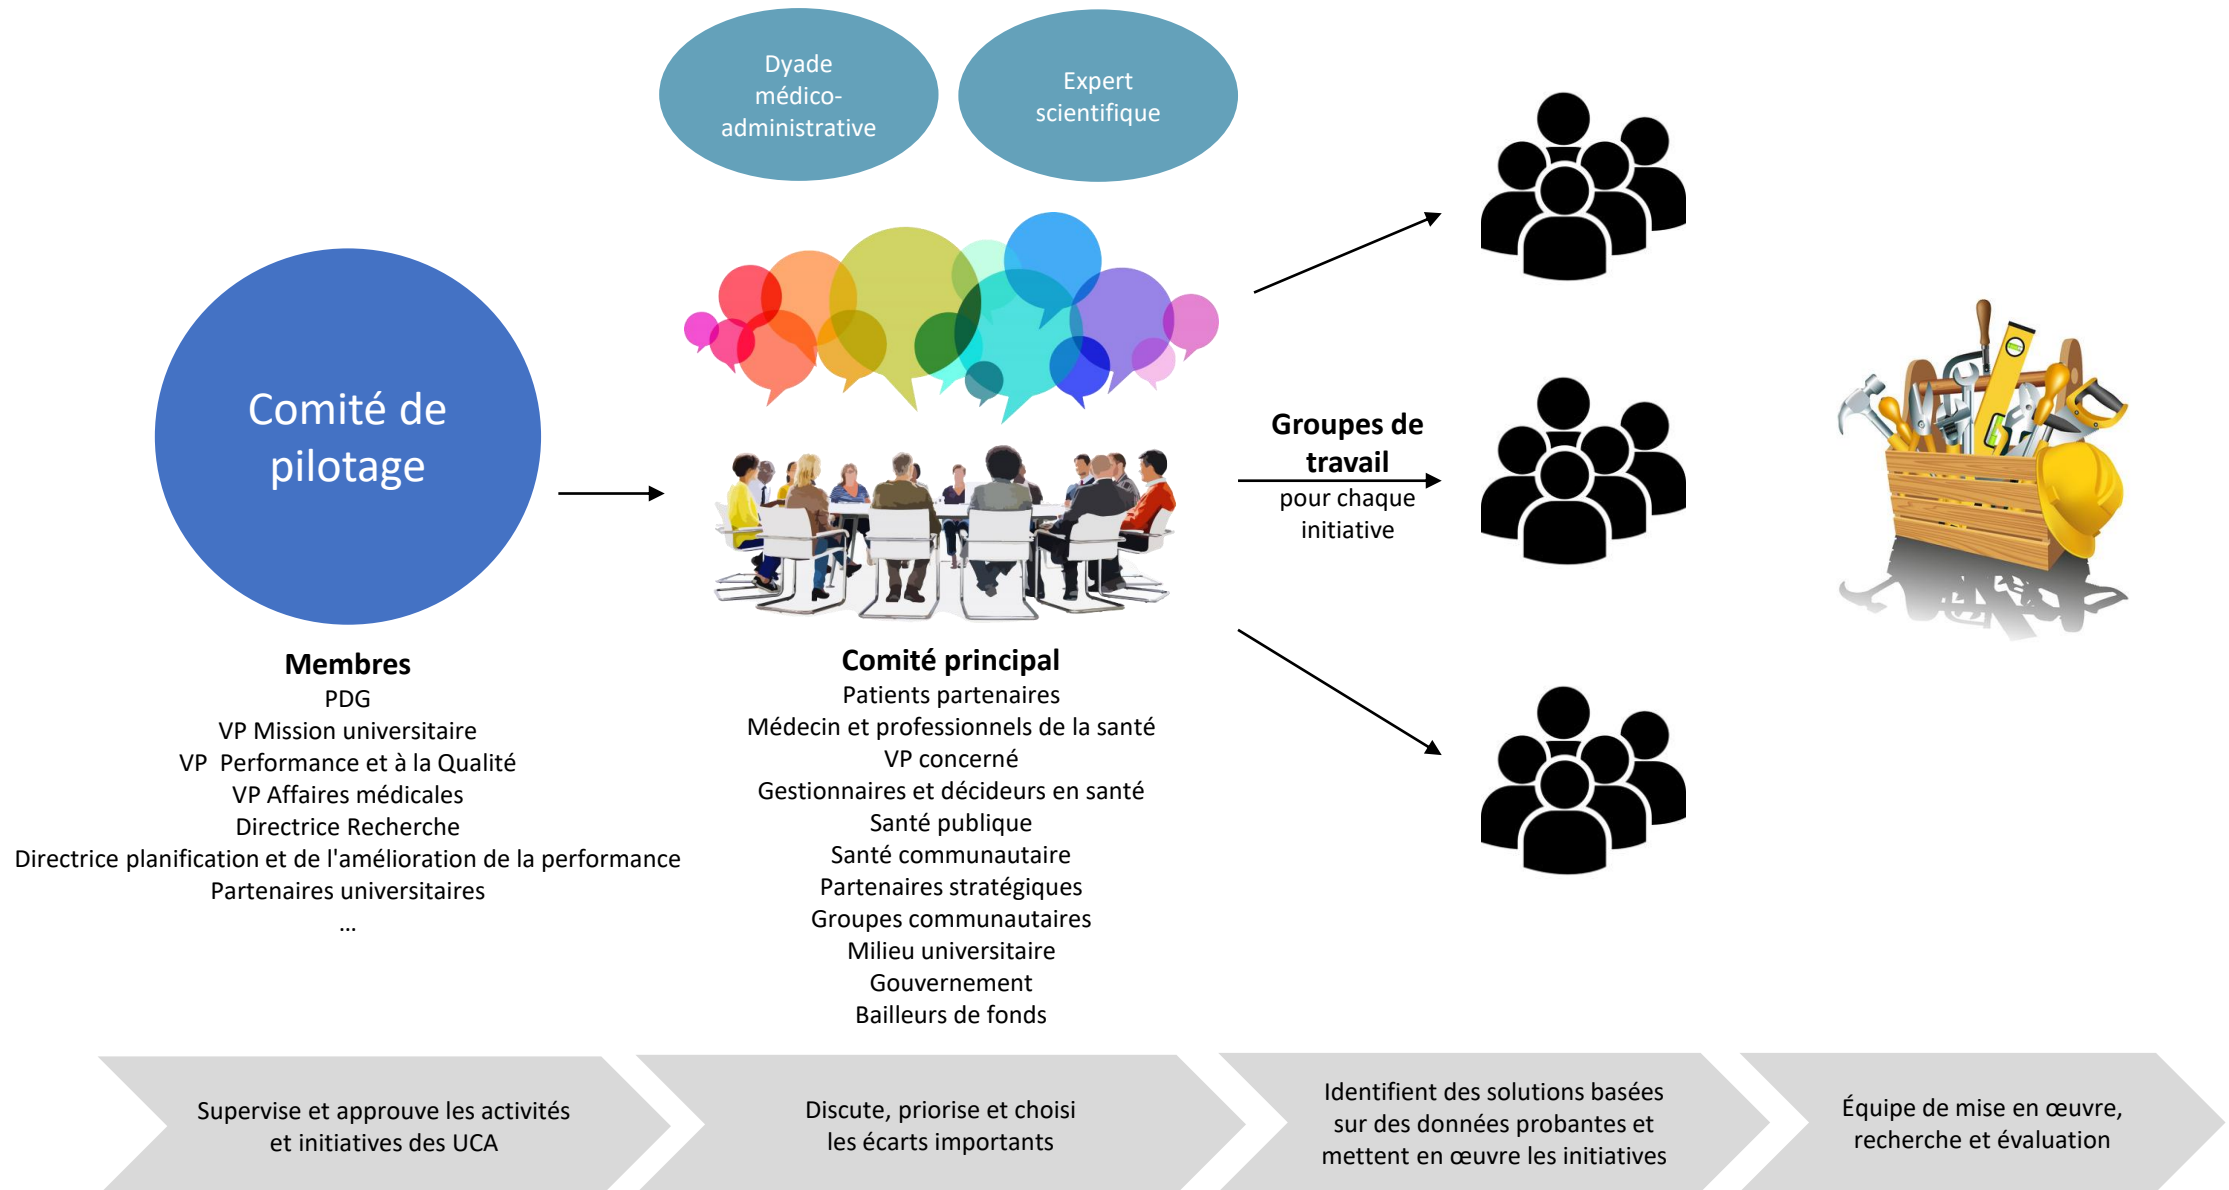 Dyade
médico-
administrative
Expert
scientifique
Comité de
pilotage
Membres
PDG
VP Mission universitaire
VP  Performance et à la Qualité
VP Affaires médicales
Directrice Recherche
Directrice planification et de l'amélioration de la performance
Partenaires universitaires
...
Comité principal
Patients partenaires
Médecin et professionnels de la santé
VP concerné
Gestionnaires et décideurs en santé
Santé publique
Santé communautaire
Partenaires stratégiques
Groupes communautaires
Milieu universitaire
Gouvernement
Bailleurs de fonds
Groupes de
travail
pour chaque
initiative
Supervise et approuve les activités
et initiatives des UCA
Discute, priorise et choisi
les écarts importants
Identifient des solutions basées
sur des données probantes et
mettent en œuvre les initiatives
Équipe de mise en œuvre,
recherche et évaluation